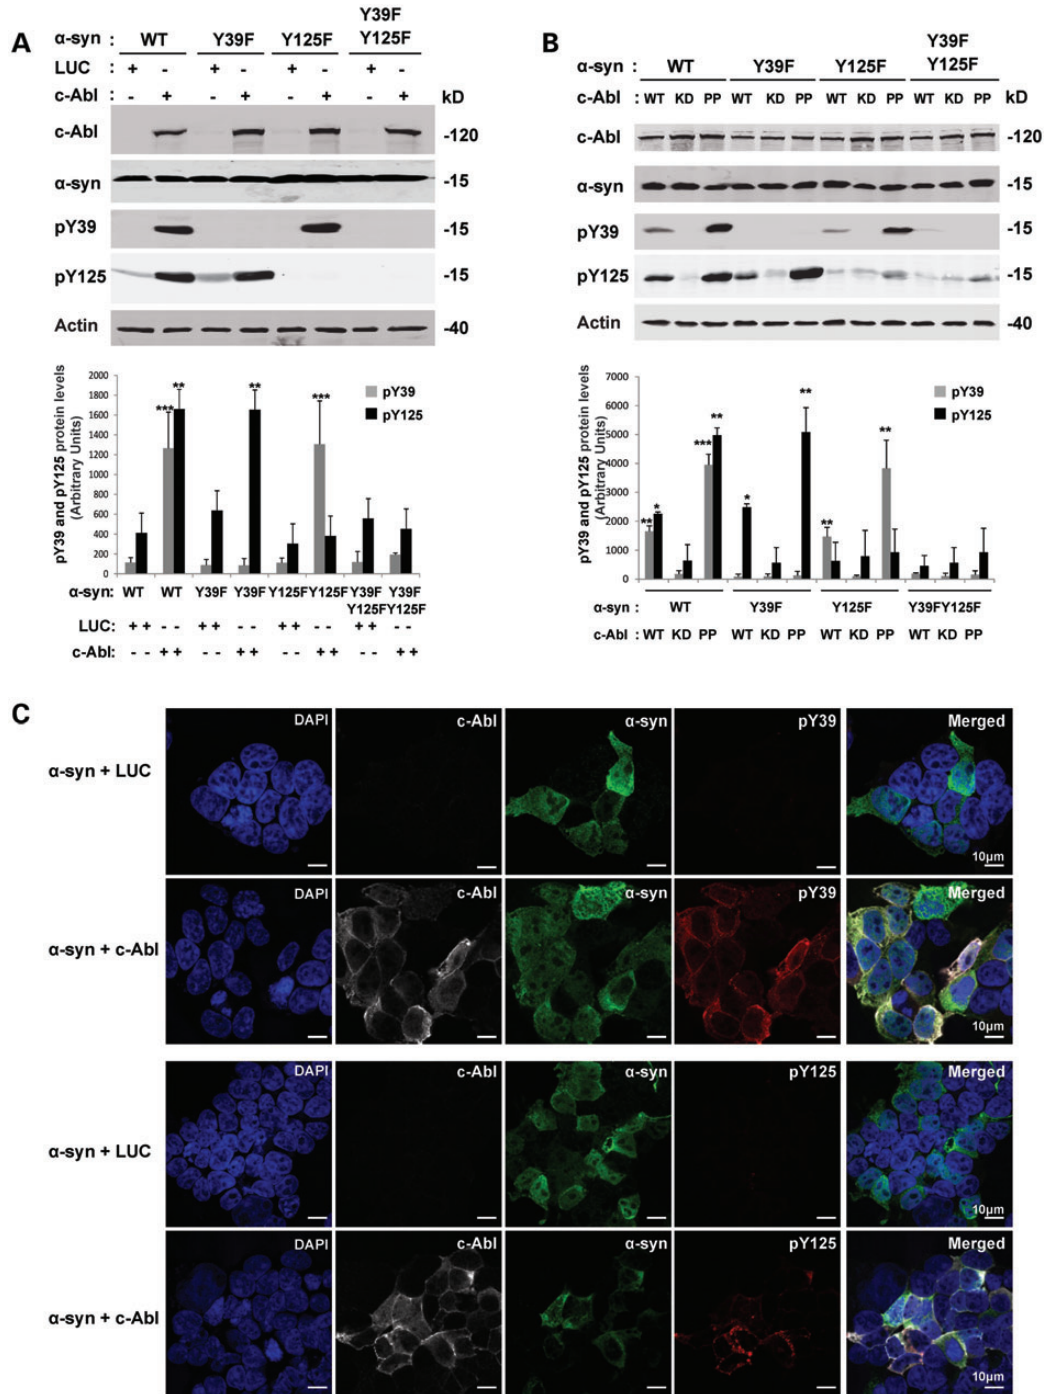 A
Y39F
α-syn : WT Y39F Y125F Y125F
LUC : + - + - + - + -
c-Abl : - + - + - + - + kD
c-Abl -120
α-syn -15
pY39 -15
pY125 -15
Actin -40
pY39 and pY125 protein levels
(Arbitrary Units)
2000
1800
1600
1400
1200
1000
800
600
400
200
0
*** ** ** ***
pY39
pY125
α-syn: WT WT Y39F Y39F Y125F Y125F Y39F Y39F
Y125F Y125F
LUC: + + - - + + - - + + - - + + - -
c-Abl: - - + + - - + + - - + + - - + +
B
Y39F
α-syn : WT Y39F Y125F Y125F
c-Abl : WT KD PP WT KD PP WT KD PP WT KD PP kD
c-Abl -120
α-syn -15
pY39 -15
pY125 -15
Actin -40
pY39 and pY125 protein levels
(Arbitrary Units)
7000
6000
5000
4000
3000
2000
1000
0
** * *** ** * ** ** **
pY39
pY125
α-syn : WT Y39F Y125F Y39FY125F
c-Abl : WT KD PP WT KD PP WT KD PP WT KD PP
C
α-syn + LUC DAPI c-Abl α-syn pY39 Merged
10µm
α-syn + c-Abl DAPI c-Abl α-syn pY39 Merged
10µm
α-syn + LUC DAPI c-Abl α-syn pY125 Merged
10µm
α-syn + c-Abl DAPI c-Abl α-syn pY125 Merged
10µm